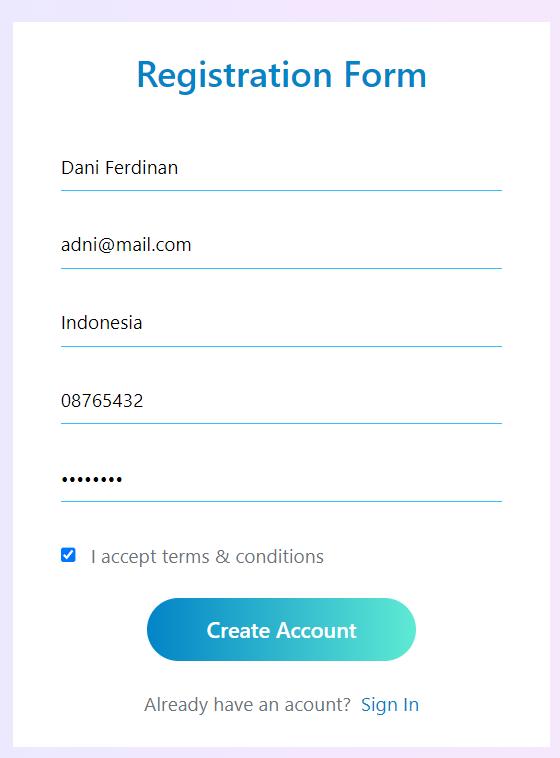 Registration Form
Dani Ferdinan
adni@mail.com
Indonesia
08765432
••••••••
I accept terms & conditions
Create Account
Already have an acount? Sign In